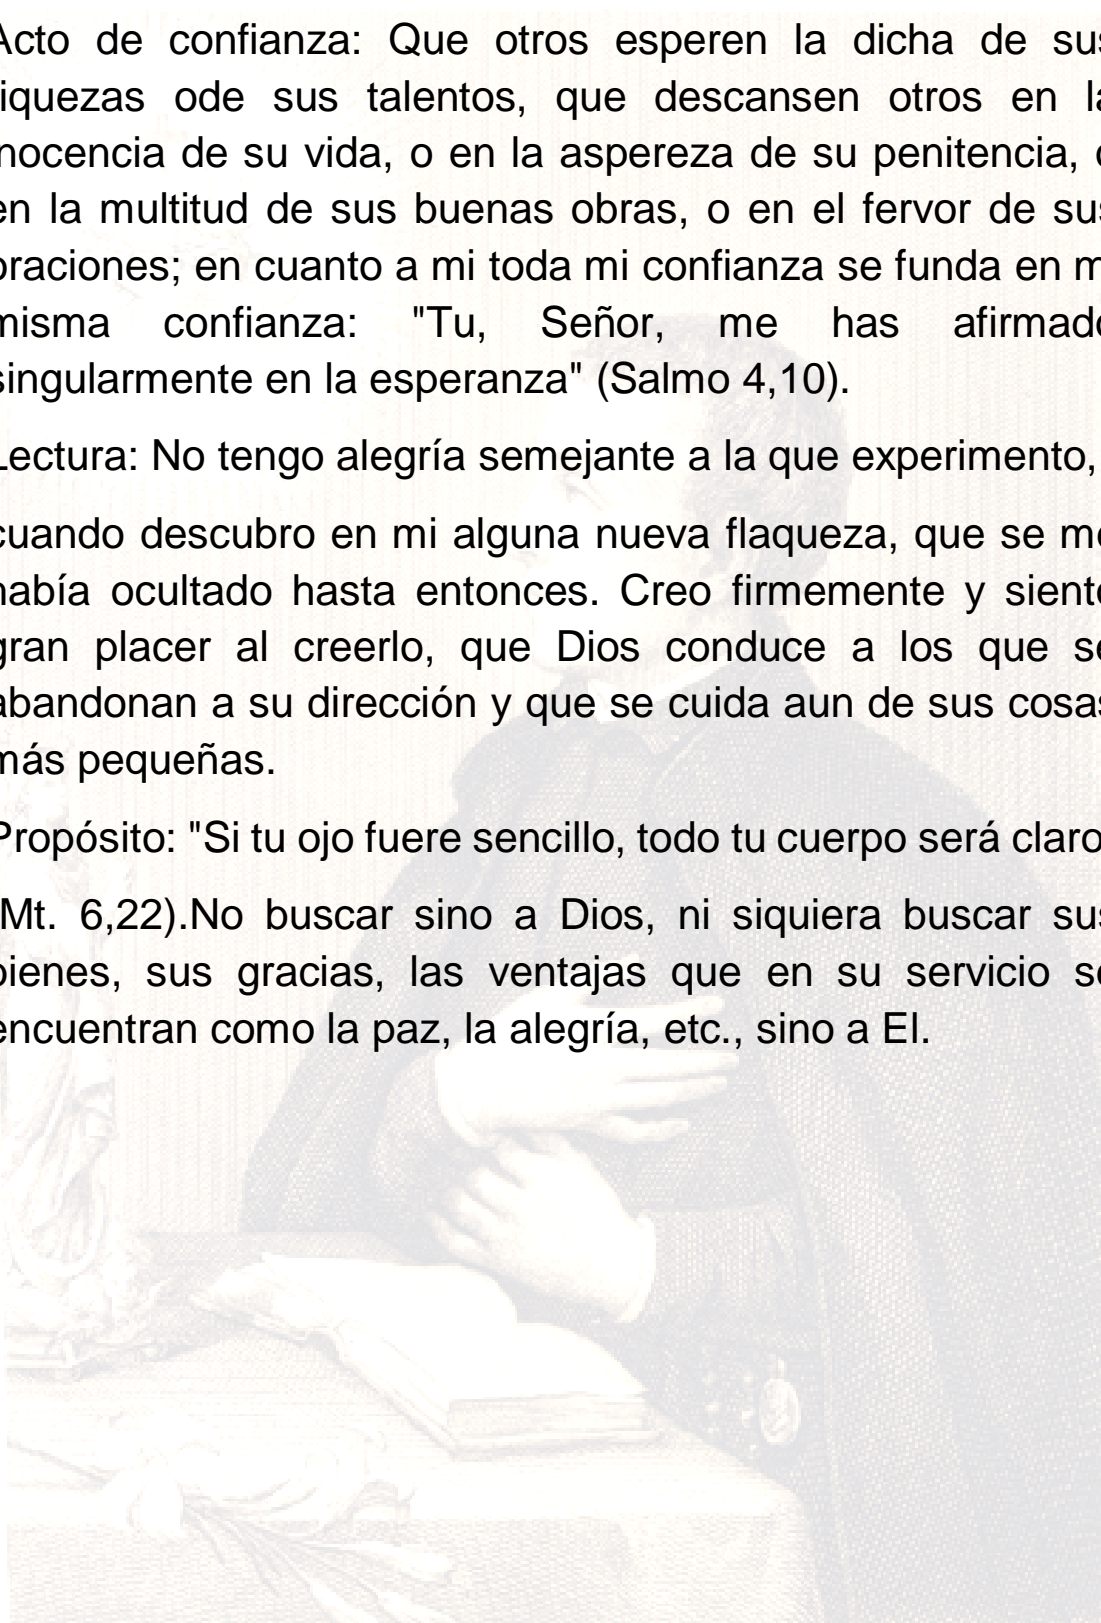 Acto de confianza: Que otros esperen la dicha de sus
riquezas ode sus talentos, que descansen otros en la
inocencia de su vida, o en la aspereza de su penitencia, o
en la multitud de sus buenas obras, o en el fervor de sus
oraciones; en cuanto a mi toda mi confianza se funda en mi
misma confianza: "Tu, Señor, me has afirmado
singularmente en la esperanza" (Salmo 4,10).
Lectura: No tengo alegría semejante a la que experimento,
cuando descubro en mi alguna nueva flaqueza, que se me
había ocultado hasta entonces. Creo firmemente y siento
gran placer al creerlo, que Dios conduce a los que se
abandonan a su dirección y que se cuida aun de sus cosas
más pequeñas.
Propósito: "Si tu ojo fuere sencillo, todo tu cuerpo será claro
(Mt. 6,22).No buscar sino a Dios, ni siquiera buscar sus
bienes, sus gracias, las ventajas que en su servicio se
encuentran como la paz, la alegría, etc., sino a El.